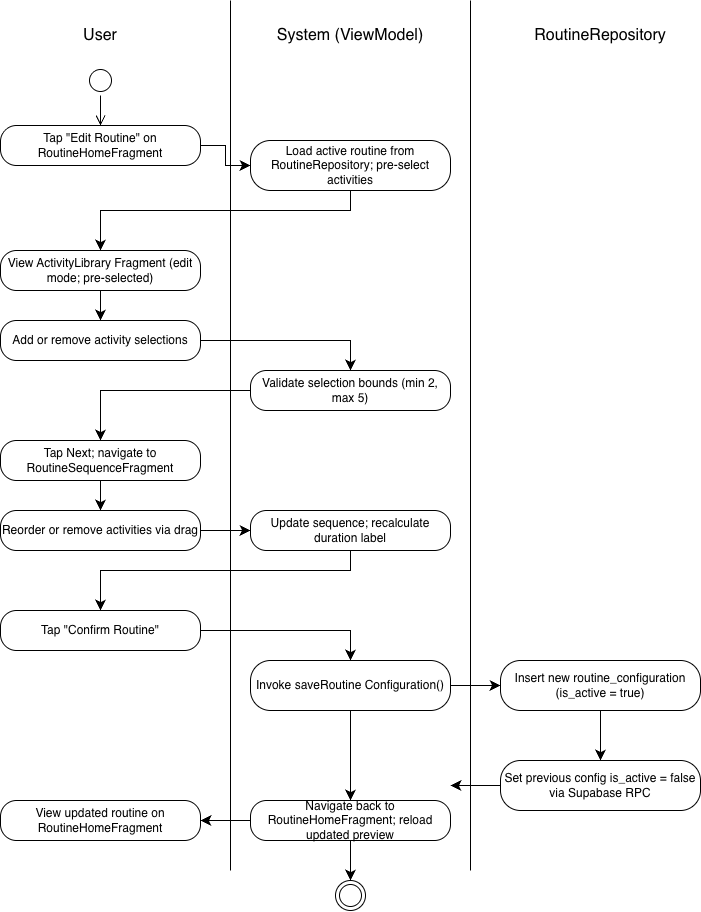 User
System (ViewModel)
RoutineRepository
Tap "Edit Routine" on
RoutineHomeFragment
Load active routine from
RoutineRepository; pre-select
activities
View ActivityLibrary Fragment (edit
mode; pre-selected)
Add or remove activity selections
Validate selection bounds (min 2,
max 5)
Tap Next; navigate to
RoutineSequenceFragment
Reorder or remove activities via drag
Update sequence; recalculate
duration label
Tap "Confirm Routine"
Invoke saveRoutine Configuration()
Insert new routine_configuration
(is_active = true)
Set previous config is_active = false
via Supabase RPC
View updated routine on
RoutineHomeFragment
Navigate back to
RoutineHomeFragment; reload
updated preview